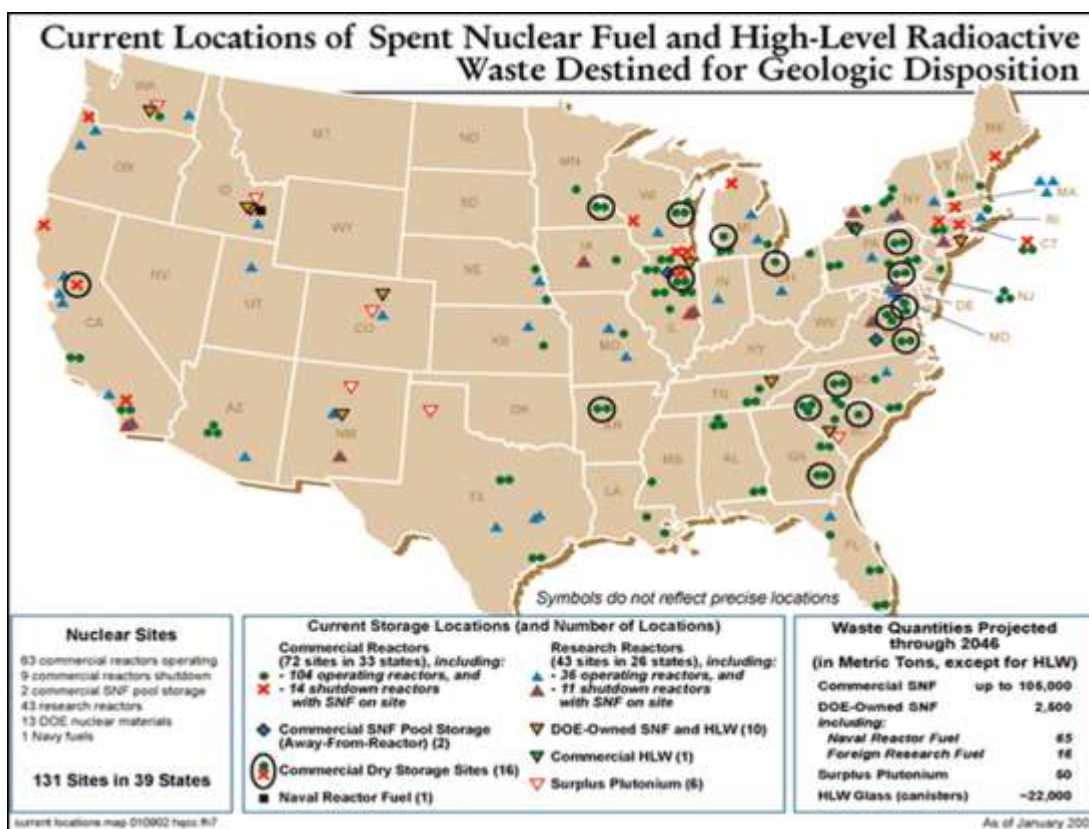 Current Locations of Spent Nuclear Fuel and High-Level Radioactive
Waste Destined for Geologic Disposition
WA
OR
CA
NV
ID
MT
WY
UT
AZ
CO
NM
ND
SD
NE
KS
OK
TX
MN
IA
MO
AR
LA
WI
IL
MI
IN
OH
KY
TN
MS
AL
GA
FL
SC
NC
WV
PA
NY
VT
NH
ME
MA
RI
CT
NJ
DE
MD
Symbols do not reflect precise locations
Nuclear Sites
63 commercial reactors operating
9 commercial reactors shutdown
2 commercial SNF pool storage
43 research reactors
13 DOE nuclear materials
1 Navy fuels
131 Sites in 39 States
Current Storage Locations (and Number of Locations)
Commercial Reactors
(72 sites in 33 states), including:
- 104 operating reactors, and
- 14 shutdown reactors
with SNF on site
Commercial SNF Pool Storage
(Away-From-Reactor) (2)
Commercial Dry Storage Sites (16)
Naval Reactor Fuel (1)
Research Reactors
(43 sites in 26 states), including:
- 36 operating reactors, and
- 11 shutdown reactors
with SNF on site
DOE-Owned SNF and HLW (10)
Commercial HLW (1)
Surplus Plutonium (6)
Waste Quantities Projected
through 2046
(in Metric Tons, except for HLW)
Commercial SNF up to 105,000
DOE-Owned SNF 2,500
including:
Naval Reactor Fuel 65
Foreign Research Fuel 16
Surplus Plutonium 50
HLW Glass (canisters) ~22,000
current locations map 010902
As of January 200